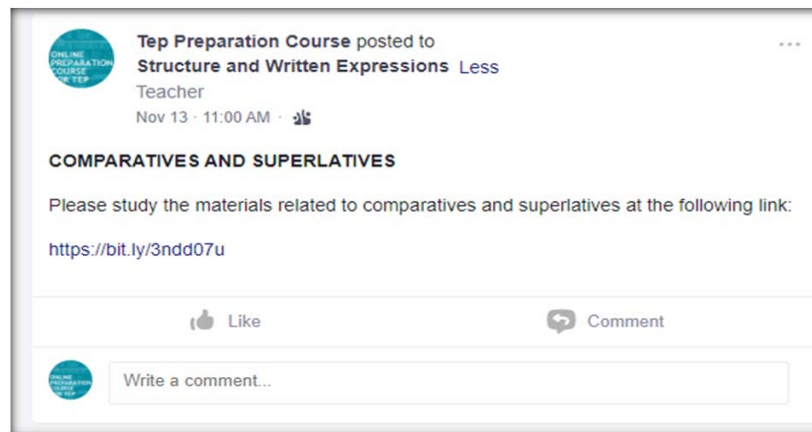 ONLINE
PREPARATION
COURSE
FOR TEP
Tep Preparation Course posted to
Structure and Written Expressions Less
Teacher
Nov 13 · 11:00 AM ·
COMPARATIVES AND SUPERLATIVES
Please study the materials related to comparatives and superlatives at the following link:
https://bit.ly/3ndd07u
Like
Comment
ONLINE
PREPARATION
COURSE
FOR TEP
Write a comment...